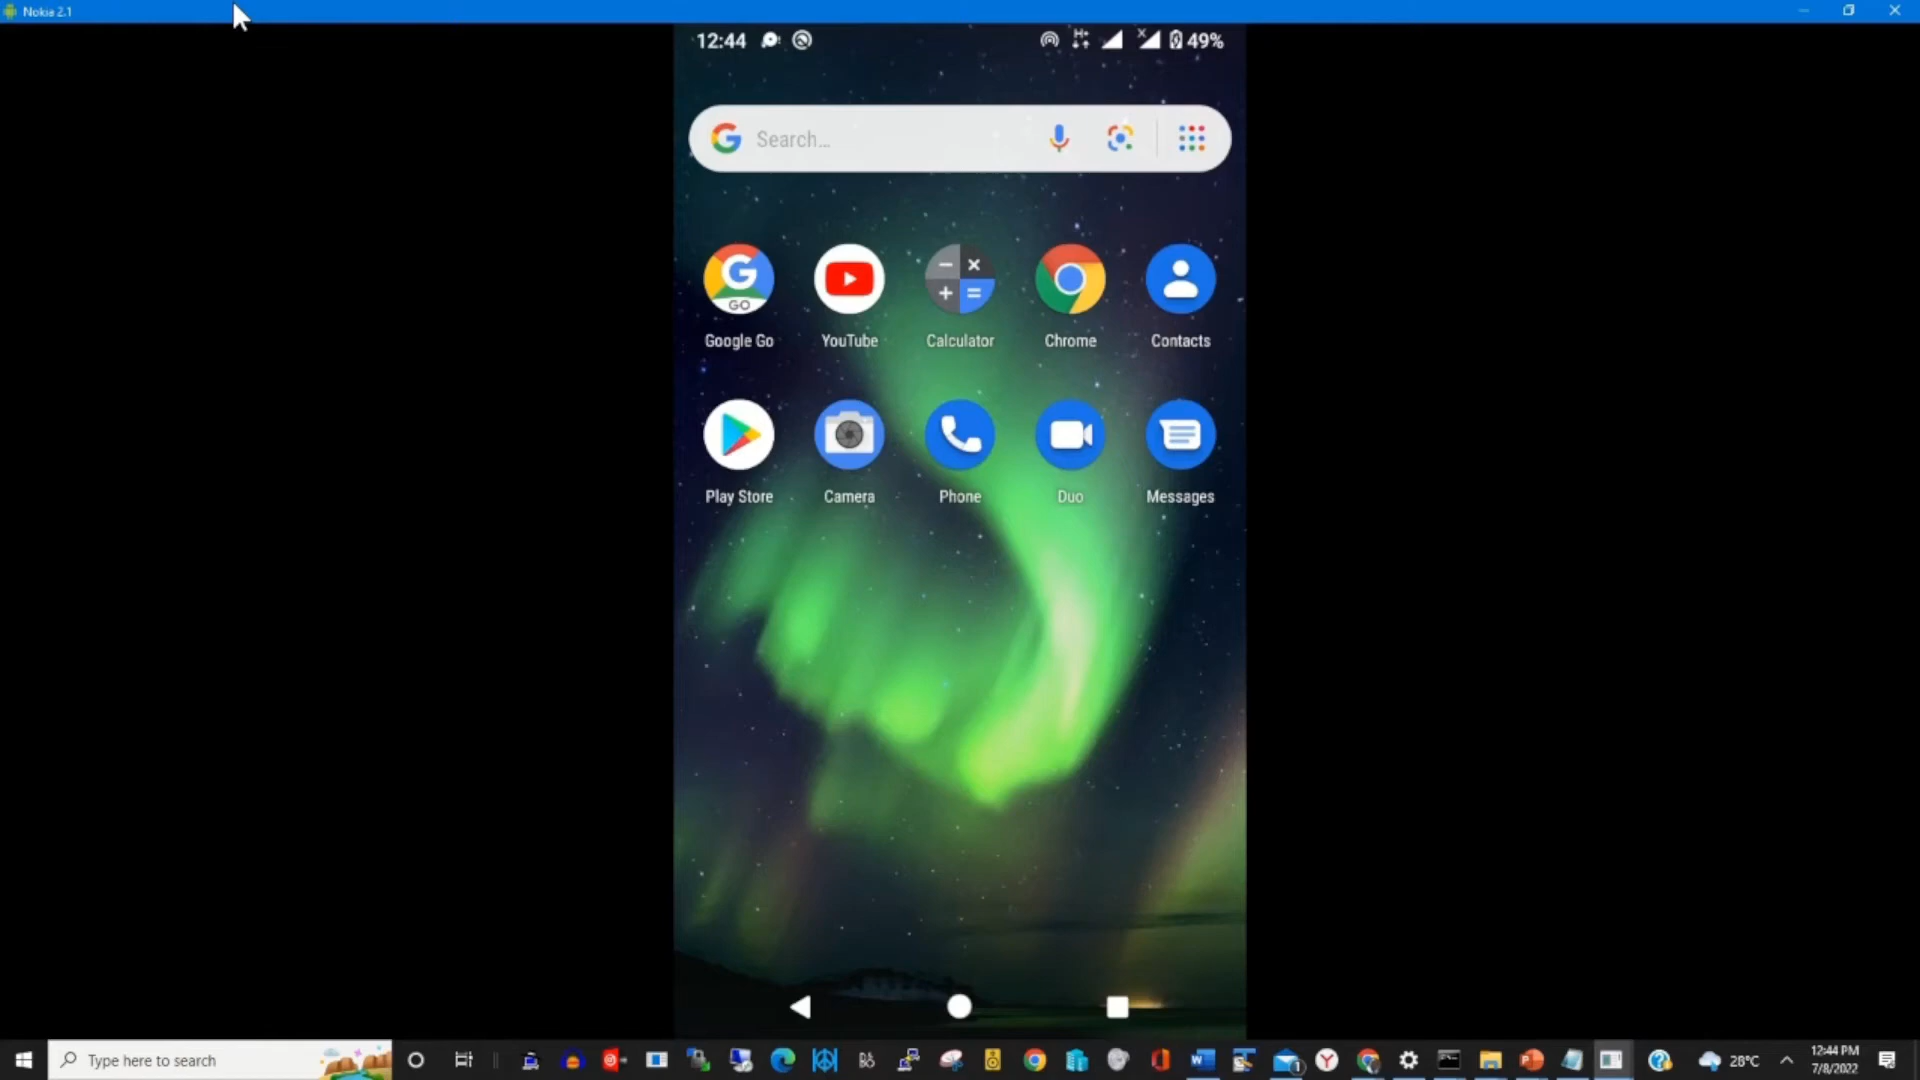 Nokia 2.1
12:44
49%
Search...
Google Go
YouTube
Calculator
Chrome
Contacts
Play Store
Camera
Phone
Duo
Messages
Type here to search
28°C
12:44 PM
7/8/2022